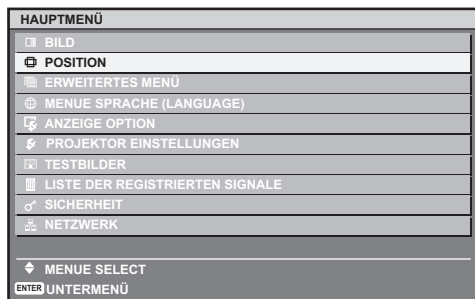 HAUPTMENÜ
BILD
POSITION
ERWEITERTES MENÜ
MENUE SPRACHE (LANGUAGE)
ANZEIGE OPTION
PROJEKTOR EINSTELLUNGEN
TESTBILDER
LISTE DER REGISTRIERTEN SIGNALE
SICHERHEIT
NETZWERK
MENUE SELECT
ENTER UNTERMENÜ